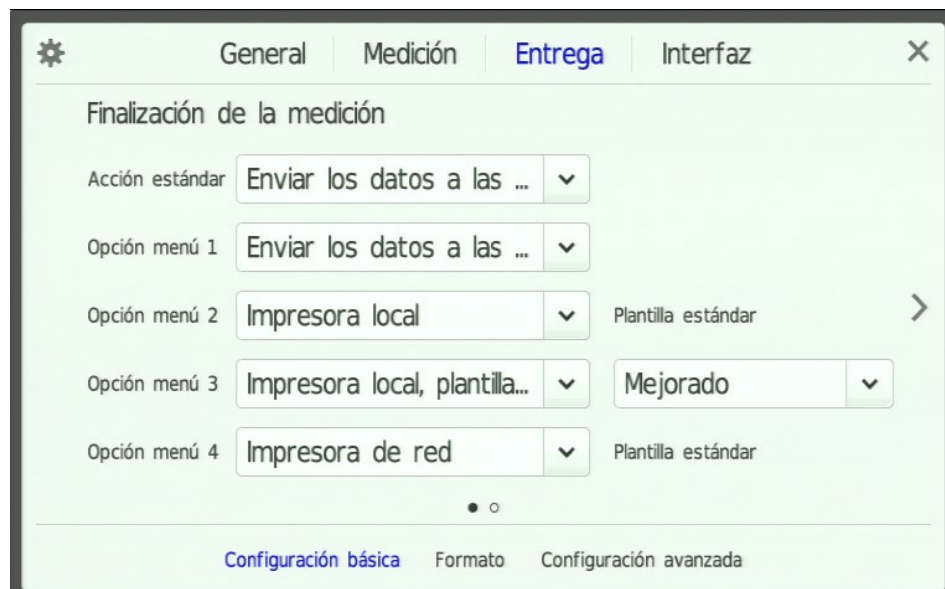 General Medición Entrega Interfaz
Finalización de la medición
Acción estándar Enviar los datos a las ...
Opción menú 1 Enviar los datos a las ...
Opción menú 2 Impresora local Plantilla estándar
Opción menú 3 Impresora local, plantilla... Mejorado
Opción menú 4 Impresora de red Plantilla estándar
Configuración básica Formato Configuración avanzada